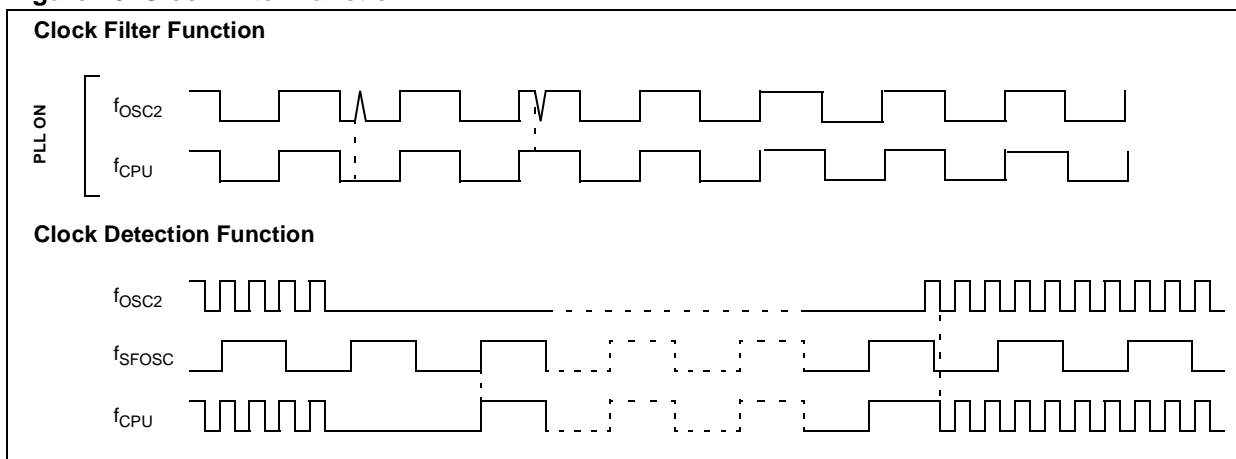 Clock Filter Function
PLL ON
fOSC2
fCPU
Clock Detection Function
fOSC2
fSFOSC
fCPU